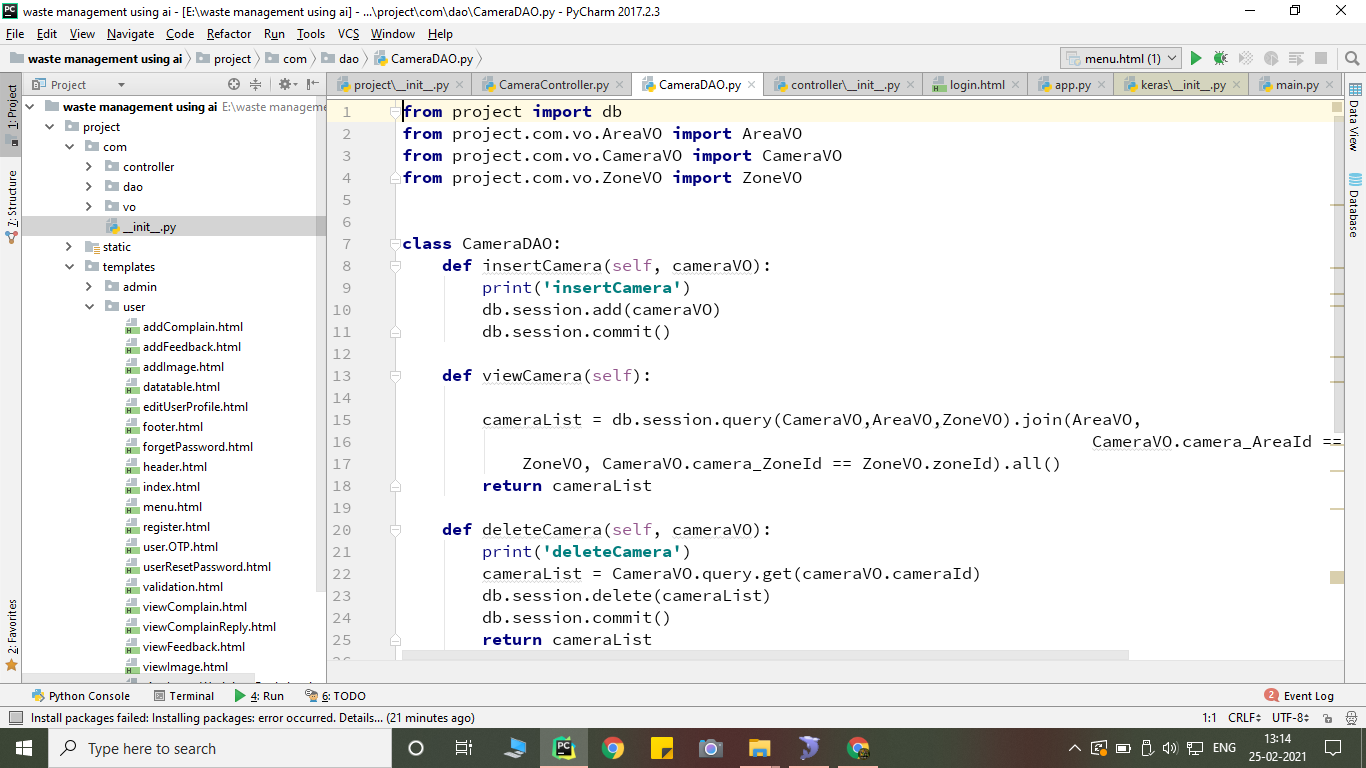 waste management using ai - [E:\waste management using ai] - ...\project\com\dao\CameraDAO.py - PyCharm 2017.2.3
File Edit View Navigate Code Refactor Run Tools VCS Window Help
waste management using ai project com dao CameraDAO.py menu.html (1)
Project project\__init__.py CameraController.py CameraDAO.py controller\__init__.py login.html app.py keras\__init__.py main.py
1: Project
7: Structure
2: Favorites
waste management using ai E:\waste manageme
project
com
controller
dao
vo
__init__.py
static
templates
admin
user
addComplain.html
addFeedback.html
addImage.html
datatable.html
editUserProfile.html
footer.html
forgetPassword.html
header.html
index.html
menu.html
register.html
user.OTP.html
userResetPassword.html
validation.html
viewComplain.html
viewComplainReply.html
viewFeedback.html
viewImage.html
1 from project import db
2 from project.com.vo.AreaVO import AreaVO
3 from project.com.vo.CameraVO import CameraVO
4 from project.com.vo.ZoneVO import ZoneVO
5
6
7 class CameraDAO:
8 def insertCamera(self, cameraVO):
9 print('insertCamera')
10 db.session.add(cameraVO)
11 db.session.commit()
12
13 def viewCamera(self):
14
15 cameraList = db.session.query(CameraVO,AreaVO,ZoneVO).join(AreaVO,
16 CameraVO.camera_AreaId ==
17 ZoneVO, CameraVO.camera_ZoneId == ZoneVO.zoneId).all()
18 return cameraList
19
20 def deleteCamera(self, cameraVO):
21 print('deleteCamera')
22 cameraList = CameraVO.query.get(cameraVO.cameraId)
23 db.session.delete(cameraList)
24 db.session.commit()
25 return cameraList
Data View
Database
Python Console Terminal 4: Run 6: TODO 2 Event Log
Install packages failed: Installing packages: error occurred. Details... (21 minutes ago) 1:1 CRLF UTF-8
Type here to search ENG 13:14
25-02-2021